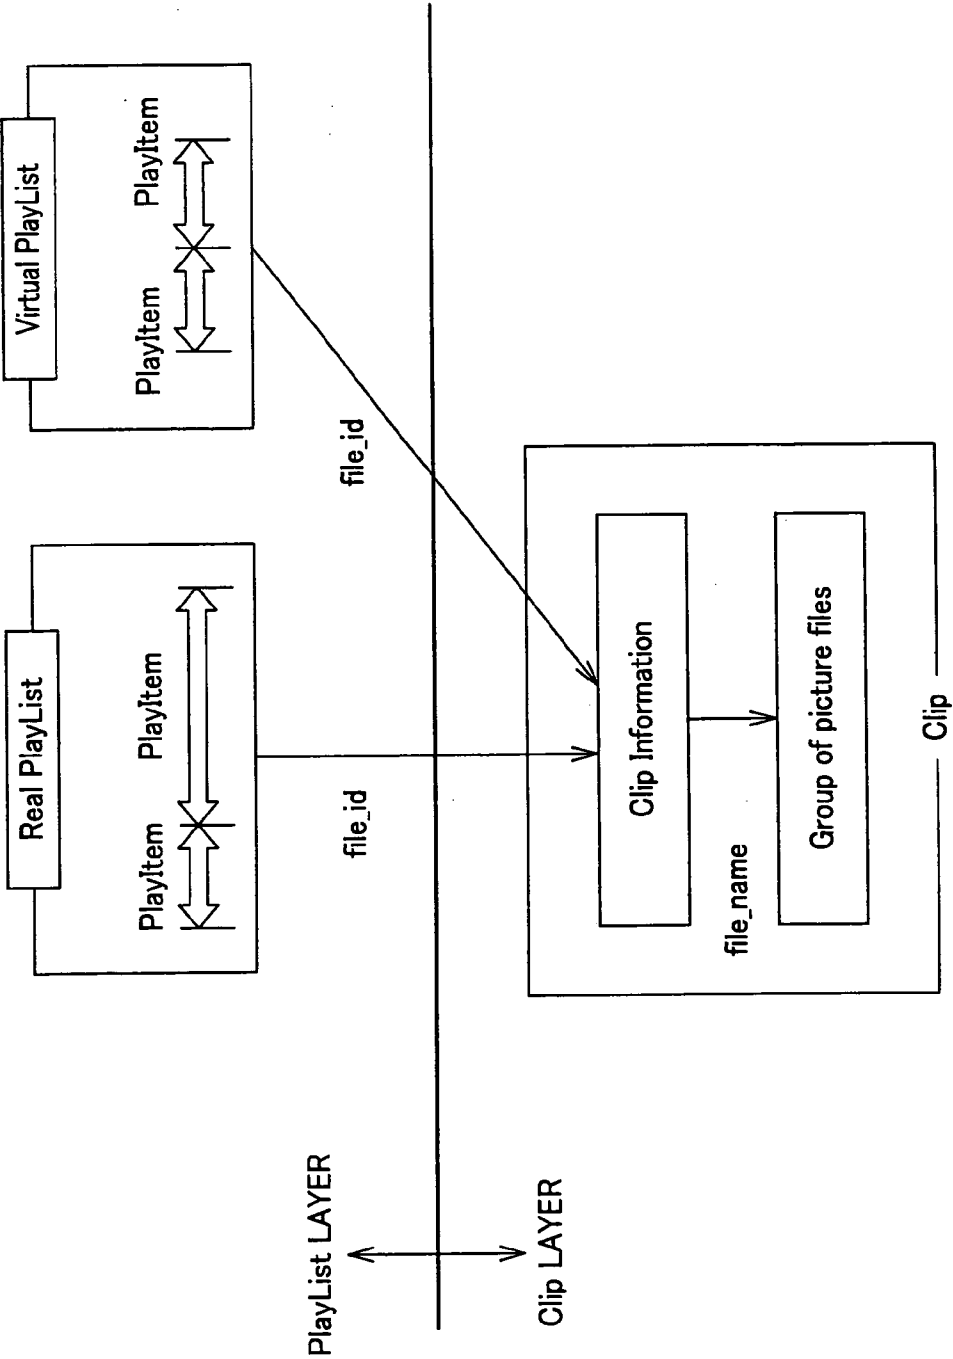 Real PlayList
Virtual PlayList
PlayItem
PlayItem
PlayItem
PlayItem
PlayList LAYER
file_id
file_id
Clip LAYER
Clip Information
file_name
Group of picture files
Clip